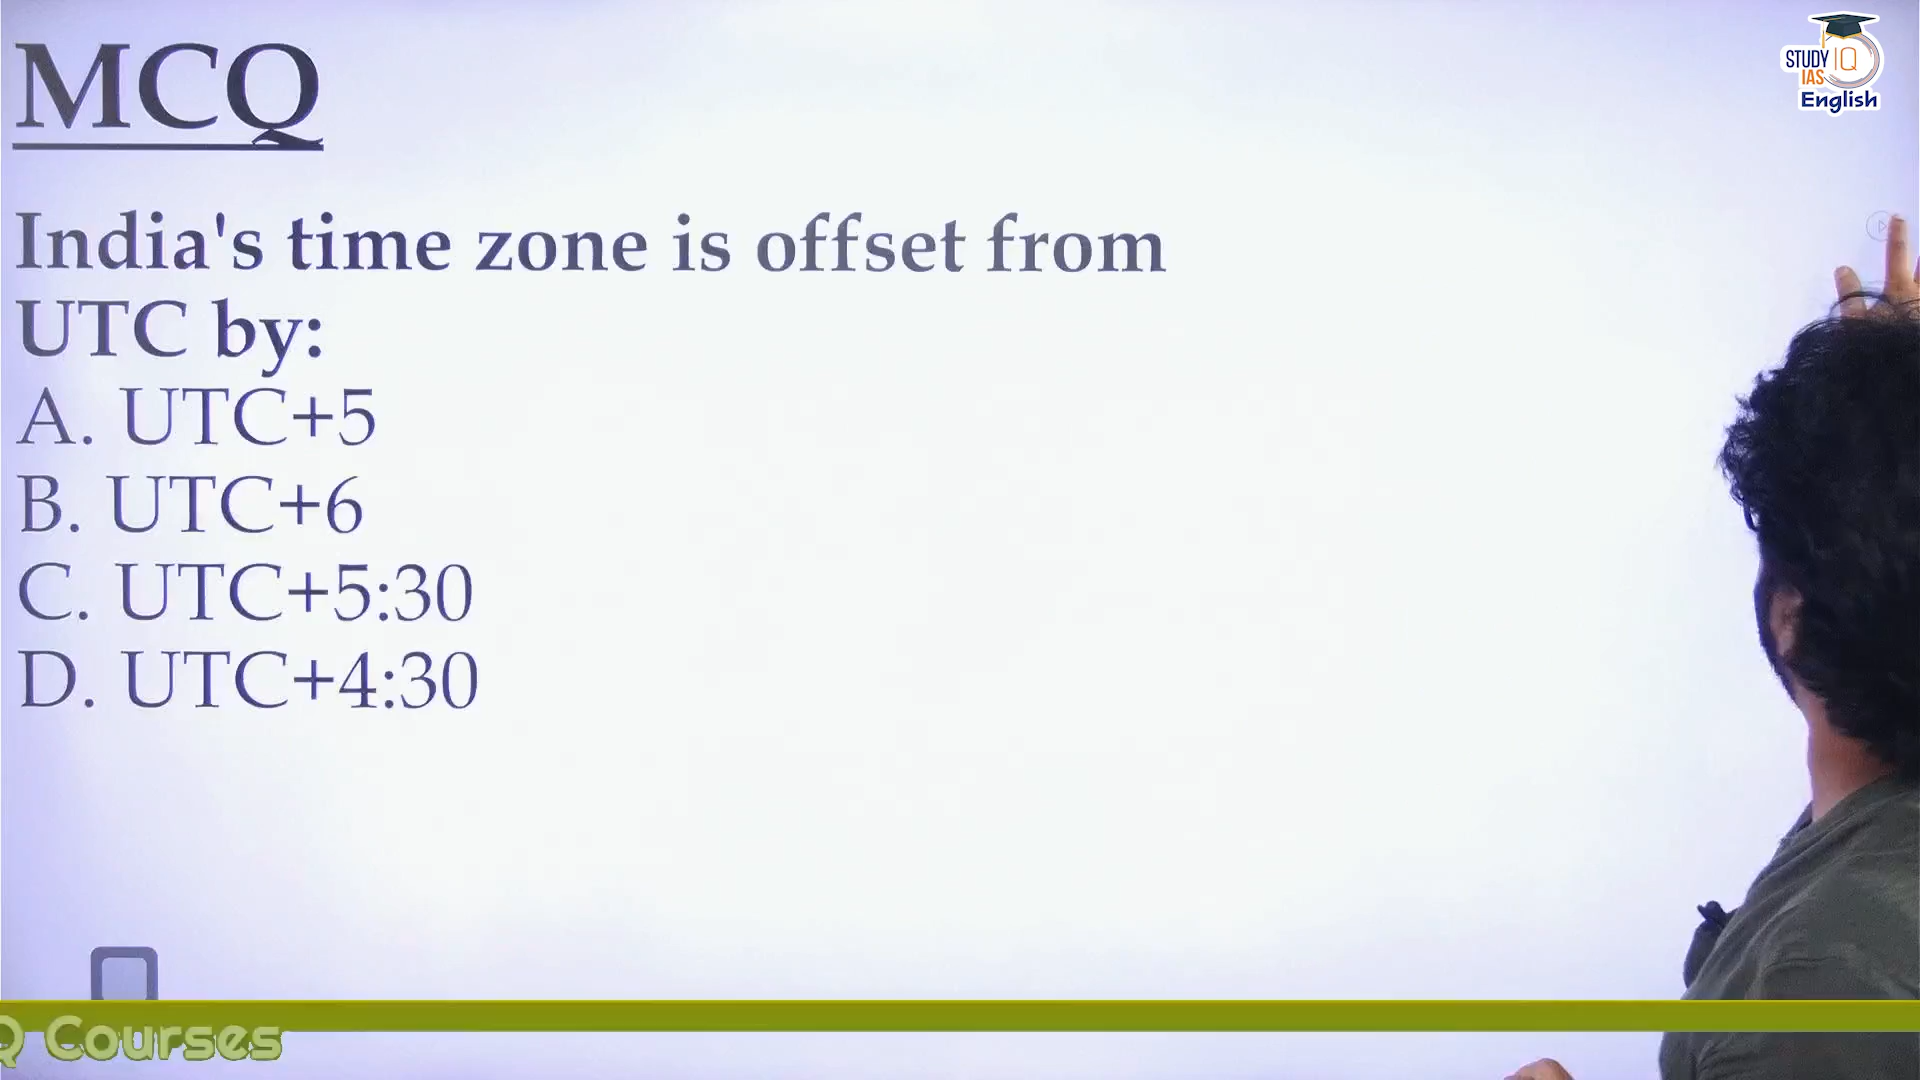 MCQ
STUDY IQ
IAS
English
India's time zone is offset from
UTC by:
A. UTC+5
B. UTC+6
C. UTC+5:30
D. UTC+4:30
Q Courses